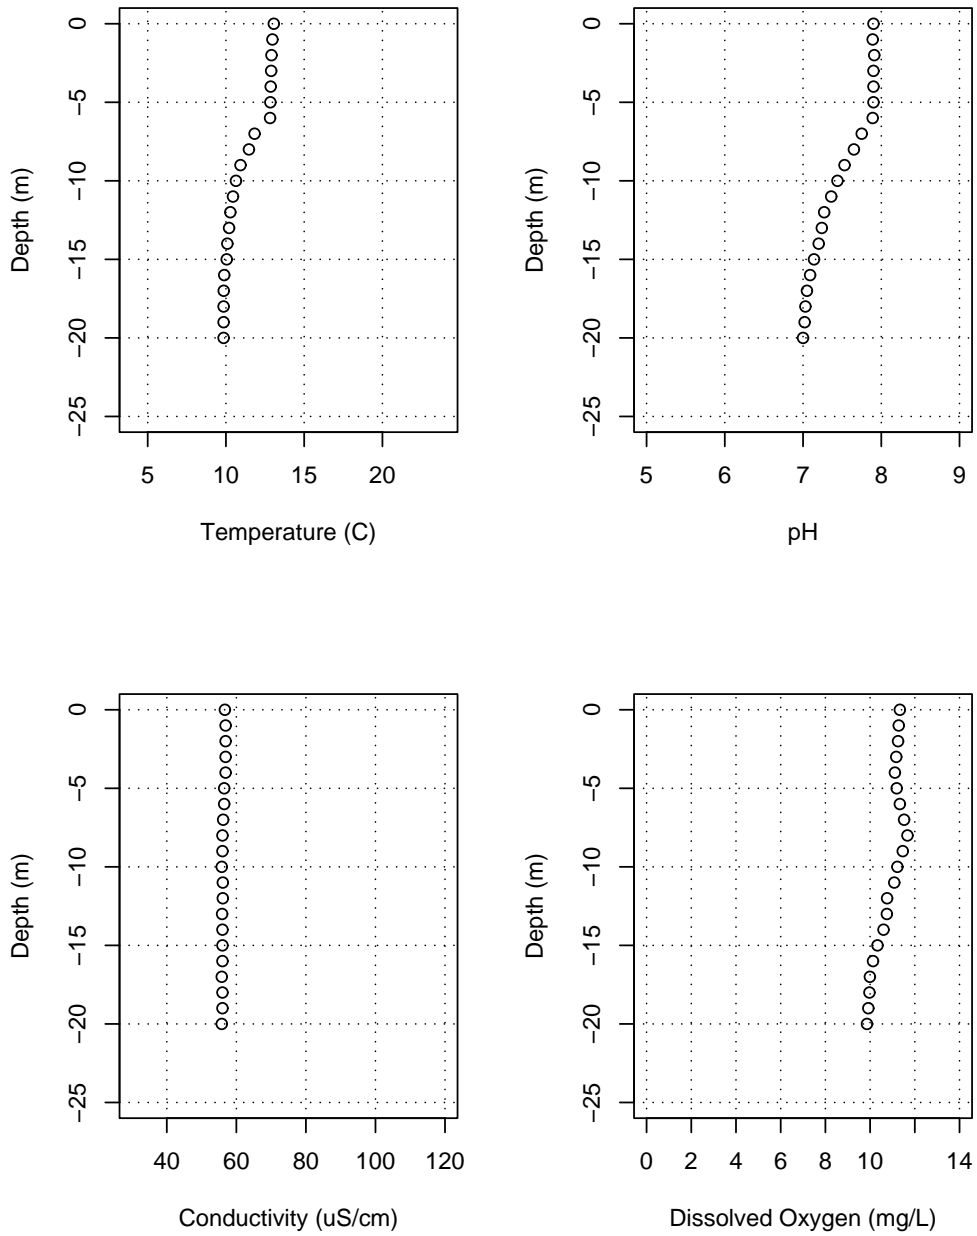 0
−5
−10
−15
−20
−25
Depth (m)
5 10 15 20
Temperature (C)
0
−5
−10
−15
−20
−25
Depth (m)
5 6 7 8 9
pH
0
−5
−10
−15
−20
−25
Depth (m)
40 60 80 100 120
Conductivity (uS/cm)
0
−5
−10
−15
−20
−25
Depth (m)
0 2 4 6 8 10 14
Dissolved Oxygen (mg/L)